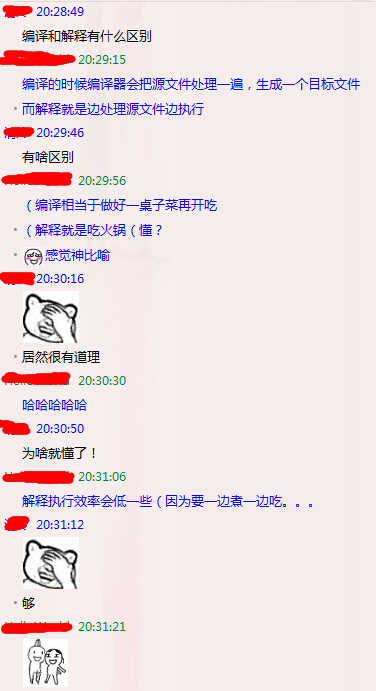 20:28:49
编译和解释有什么区别
20:29:15
编译的时候编译器会把源文件处理一遍，生成一个目标文件
而解释就是边处理源文件边执行
20:29:46
有啥区别
20:29:56
（编译相当于做好一桌子菜再开吃
（解释就是吃火锅（懂？
感觉神比喻
20:30:16
居然很有道理
20:30:30
哈哈哈哈哈
20:30:50
为啥就懂了！
20:31:06
解释执行效率会低一些（因为要一边煮一边吃。。。
20:31:12
够
20:31:21